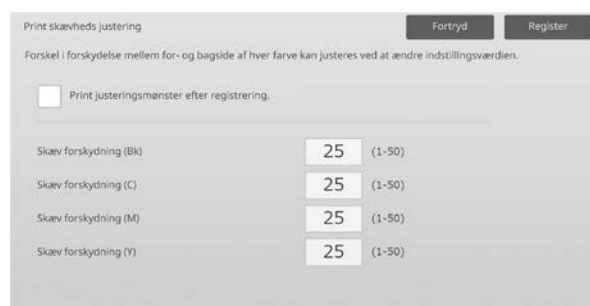 Print skævheds justering
Fortryd
Register
Forskel i forskydelse mellem for- og bagside af hver farve kan justeres ved at ændre indstillingsværdien.
Print justeringsmønster efter registrering.
Skæv forskydning (Bk) 25 (1-50)
Skæv forskydning (C) 25 (1-50)
Skæv forskydning (M) 25 (1-50)
Skæv forskydning (Y) 25 (1-50)